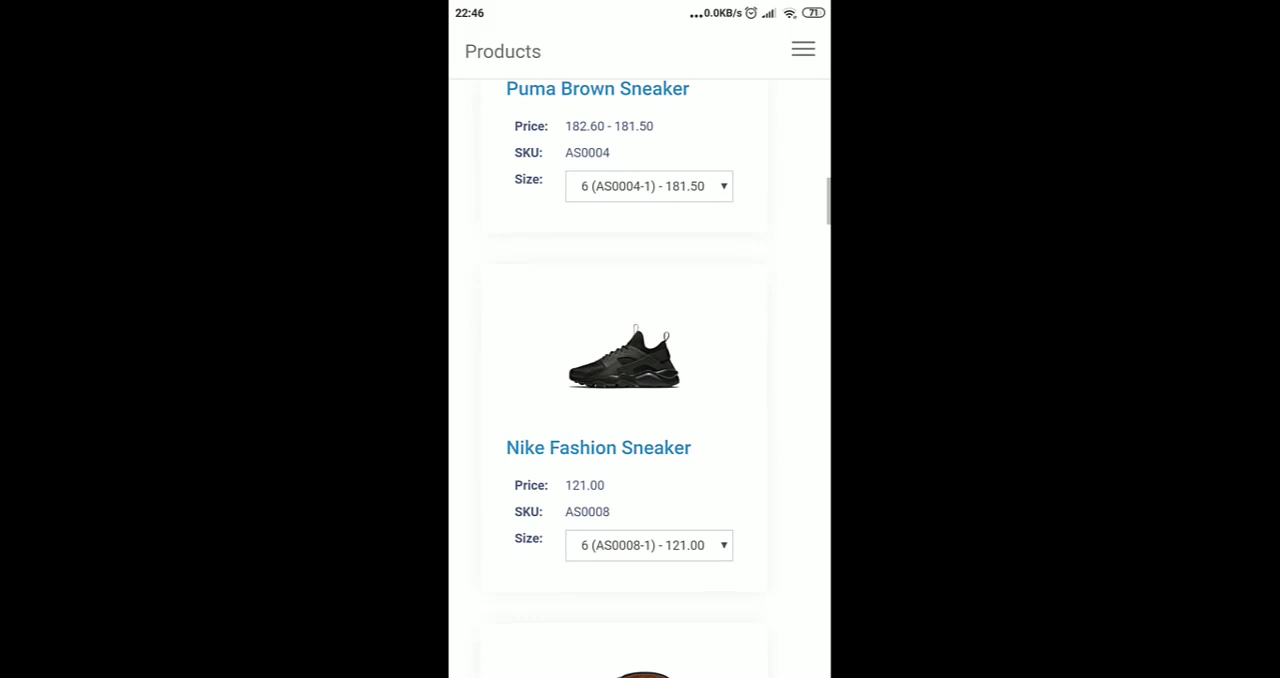 22:46 ...0.0KB/s 71
Products
Puma Brown Sneaker
Price: 182.60 - 181.50
SKU: AS0004
Size: 6 (AS0004-1) - 181.50
Nike Fashion Sneaker
Price: 121.00
SKU: AS0008
Size: 6 (AS0008-1) - 121.00